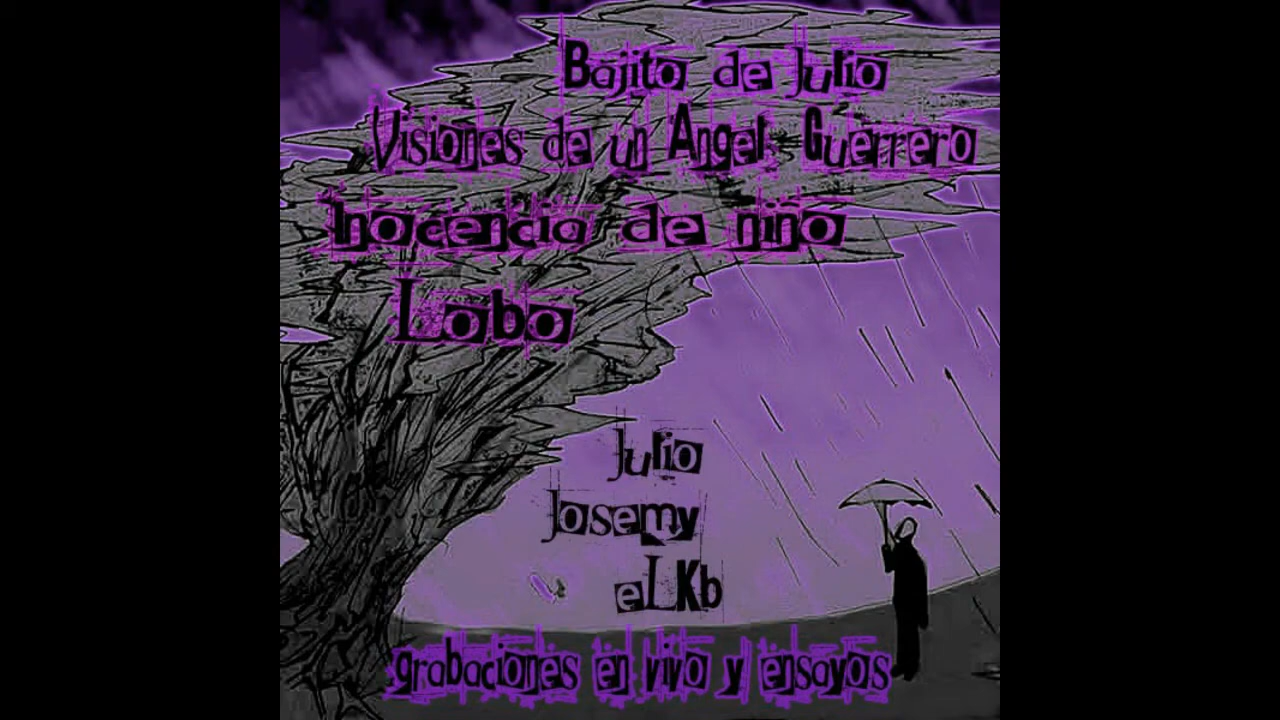 Bajito de Julio
Visiones de un Angel Guerrero
Inocencia de niño
Lobo
Julio
Josemy
eLKb
grabaciones en vivo y ensayos